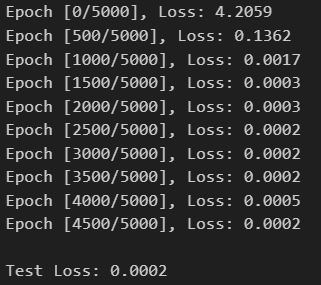 Epoch [0/5000], Loss: 4.2059
Epoch [500/5000], Loss: 0.1362
Epoch [1000/5000], Loss: 0.0017
Epoch [1500/5000], Loss: 0.0003
Epoch [2000/5000], Loss: 0.0003
Epoch [2500/5000], Loss: 0.0002
Epoch [3000/5000], Loss: 0.0002
Epoch [3500/5000], Loss: 0.0002
Epoch [4000/5000], Loss: 0.0005
Epoch [4500/5000], Loss: 0.0002
Test Loss: 0.0002